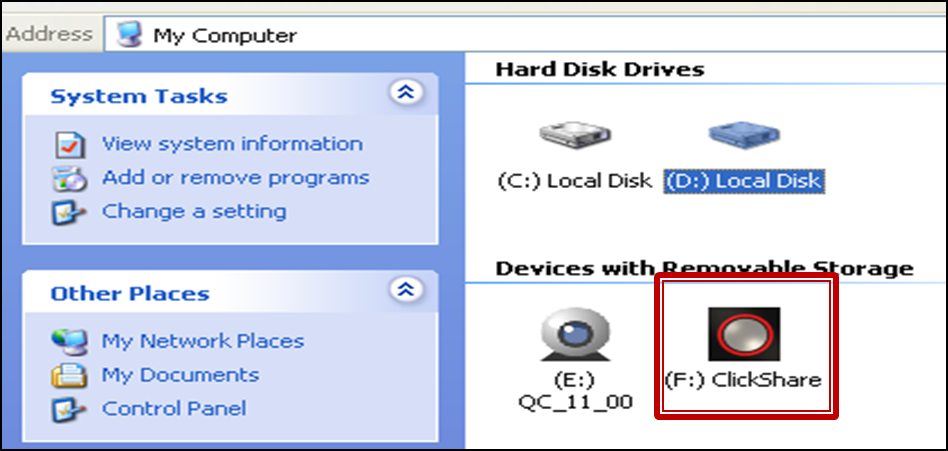 Address My Computer
System Tasks
View system information
Add or remove programs
Change a setting
Other Places
My Network Places
My Documents
Control Panel
Hard Disk Drives
(C:) Local Disk (D:) Local Disk
Devices with Removable Storage
(E:)
QC_11_00
(F:) ClickShare